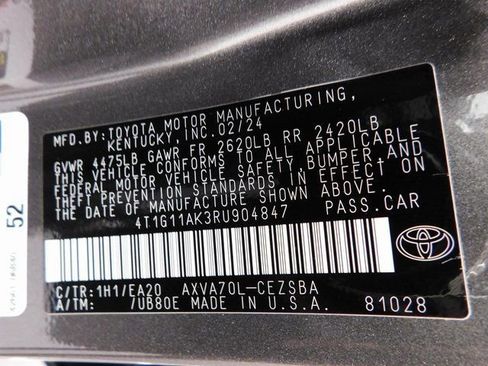 MFD.BY:TOYOTA MOTOR MANUFACTURING,
KENTUCKY, INC. 02/24
GVWR 4475LB GAWR FR 2620LB RR 2420LB
THIS VEHICLE CONFORMS TO ALL APPLICABLE
FEDERAL MOTOR VEHICLE SAFETY, BUMPER, AND
THEFT PREVENTION STANDARDS IN EFFECT ON
THE DATE OF MANUFACTURE SHOWN ABOVE.
4T1G11AK3RU904847 PASS.CAR
C/TR:1H1/EA20 AXVA70L-CEZSBA
A/TM: 7UB80E MADE IN U.S.A. 81028
52